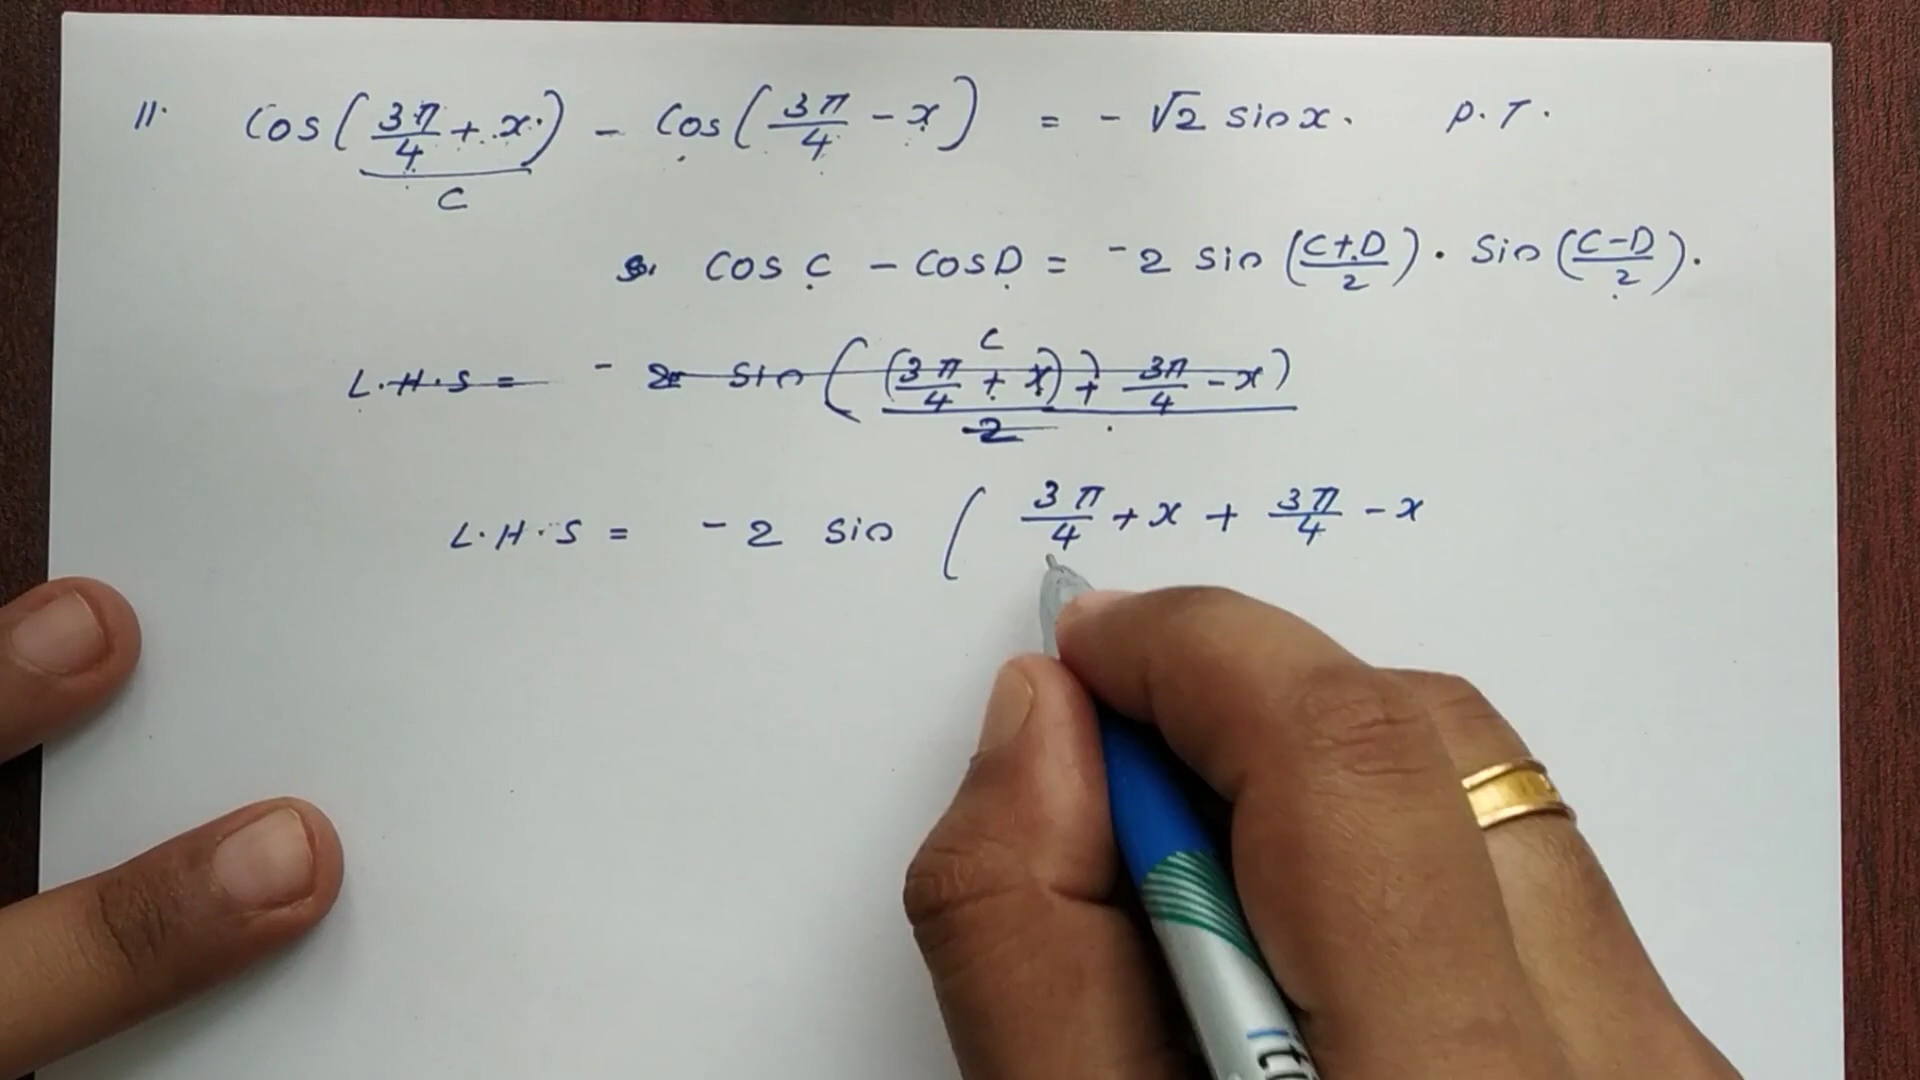 11. Cos(3π/4 + x) - Cos(3π/4 - x) = - √2 sinx. P.T.
C
Cos C - Cos D = -2 sin (C+D/2) . Sin (C-D/2).
C
L.H.S = - 2 sin ((3π/4 + x) + 3π/4 - x)
2
L.H.S = -2 sin ( 3π/4 + x + 3π/4 - x